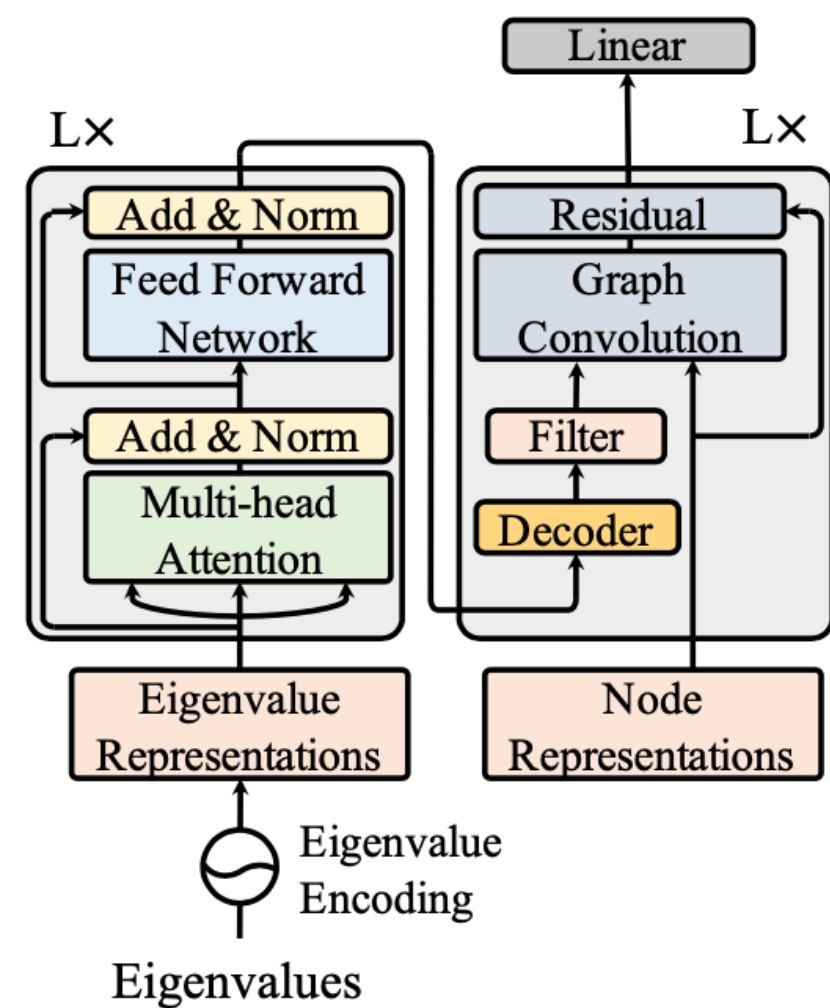 Linear
L×
L×
Add & Norm
Feed Forward
Network
Add & Norm
Multi-head
Attention
Residual
Graph
Convolution
Filter
Decoder
Eigenvalue
Representations
Node
Representations
Eigenvalue
Encoding
Eigenvalues